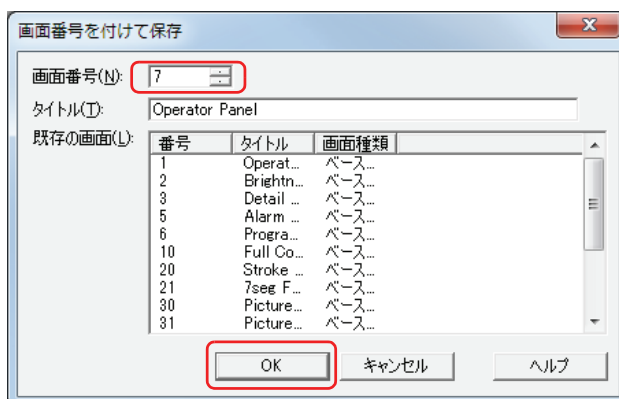 画面番号を付けて保存
画面番号(N): 7
タイトル(T): Operator Panel
既存の画面(L):
番号 タイトル 画面種類
1 Operat... ベース...
2 Brightn... ベース...
3 Detail ... ベース...
5 Alarm ... ベース...
6 Progra... ベース...
10 Full Co... ベース...
20 Stroke ... ベース...
21 7seg F... ベース...
30 Picture... ベース...
31 Picture... ベース...
OK キャンセル ヘルプ